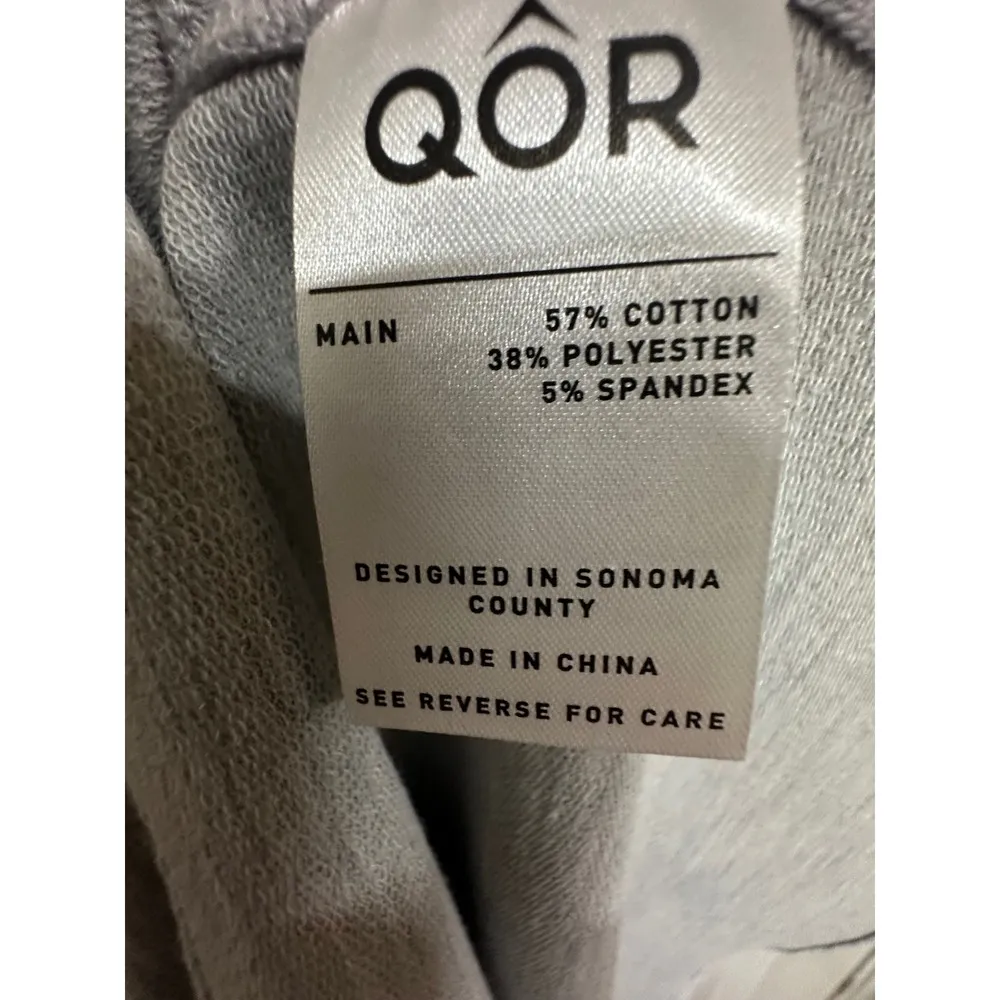 QÔR
MAIN 57% COTTON
38% POLYESTER
5% SPANDEX
DESIGNED IN SONOMA
COUNTY
MADE IN CHINA
SEE REVERSE FOR CARE